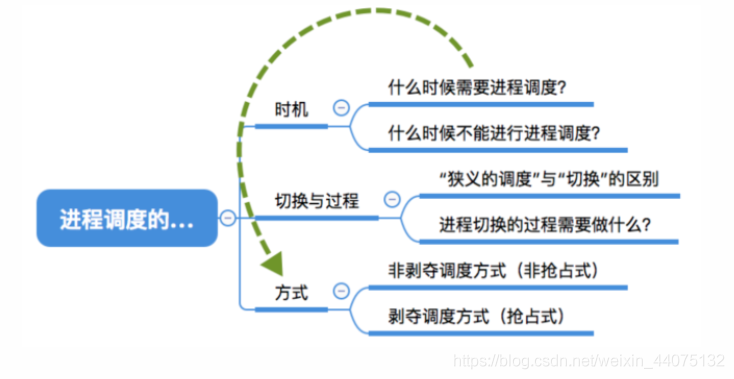 什么时候需要进程调度？
时机
什么时候不能进行进程调度？
“狭义的调度”与“切换”的区别
切换与过程
进程调度的...
进程切换的过程需要做什么？
非剥夺调度方式（非抢占式）
方式
剥夺调度方式（抢占式）
https://blog.csdn.net/weixin_44075132